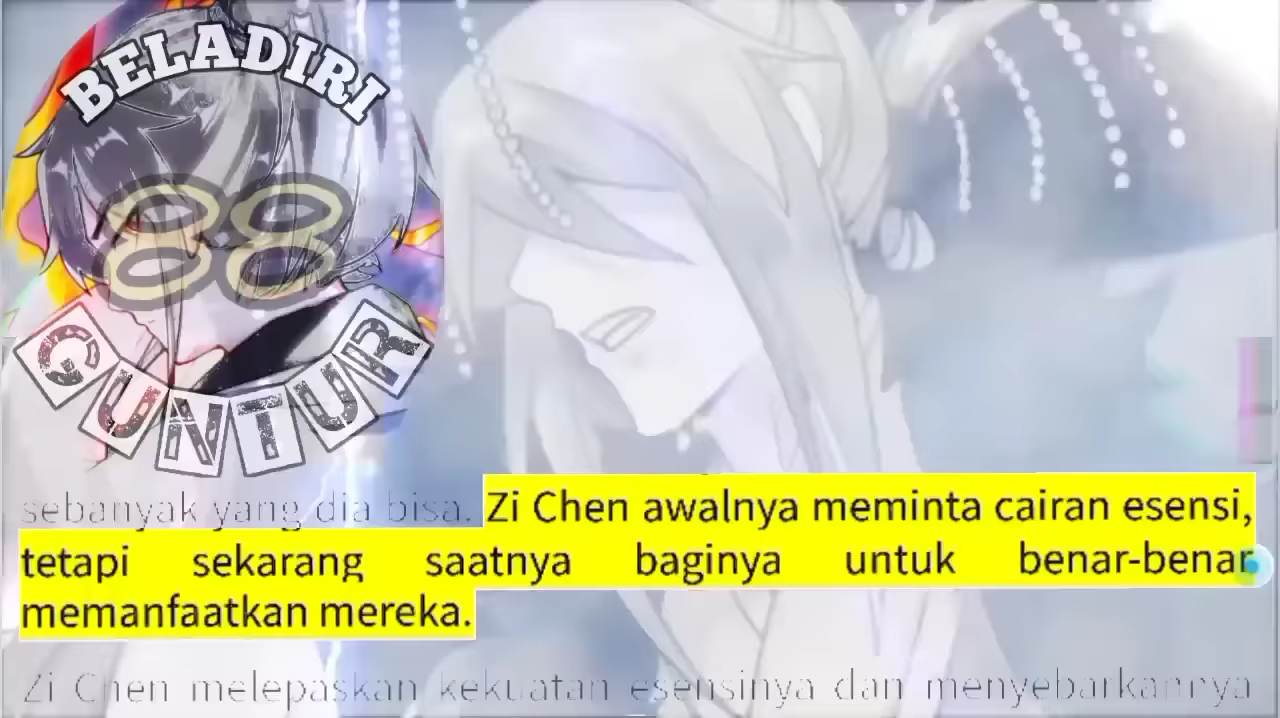 BELADIRI
88
88
GUNTUR
sebanyak yang dia bisa. Zi Chen awalnya meminta cairan esensi,
tetapi sekarang saatnya baginya untuk benar-benar
memanfaatkan mereka.
Zi Chen melepaskan kekuatan esensinya dan menyebarkannya